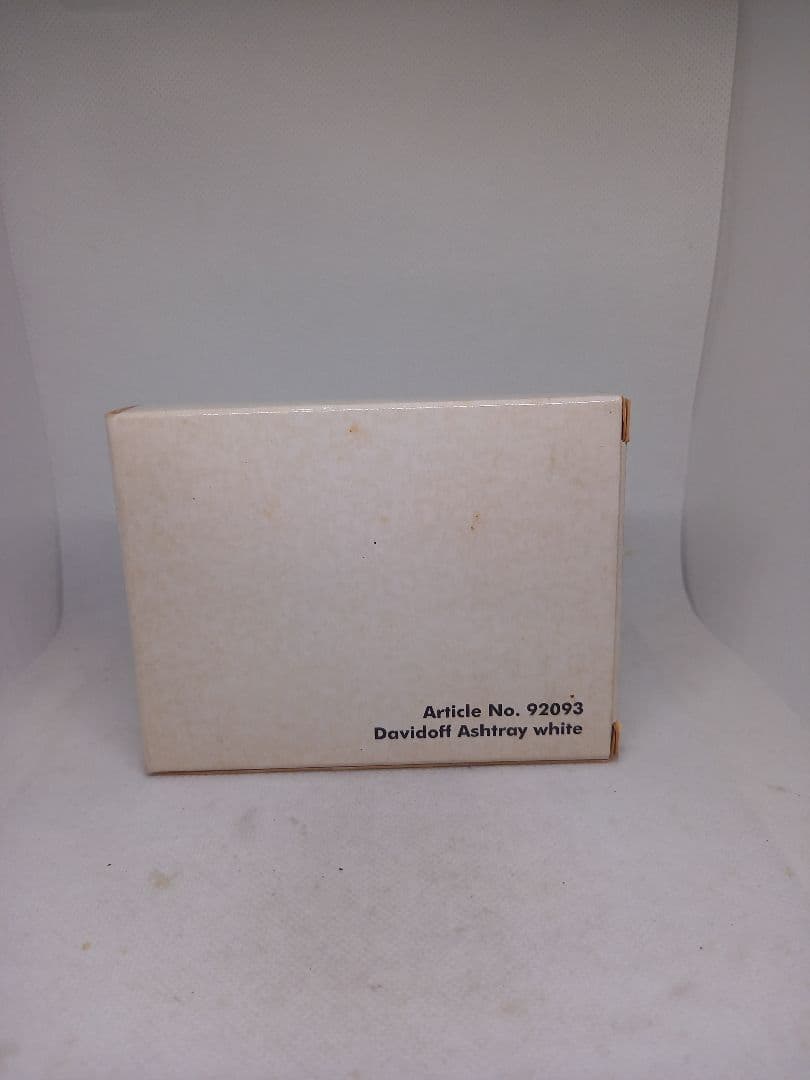 Article No. 92093
Davidoff Ashtray white